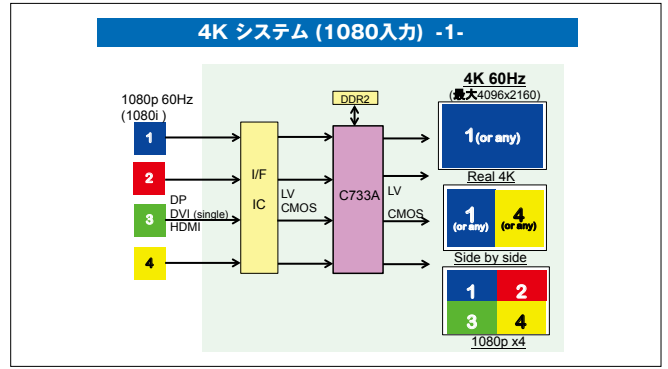 4K システム (1080入力) -1-
1080p 60Hz
(1080i )
1
2
3
4
DP
DVI (single)
HDMI
I/F
IC
LV
CMOS
DDR2
C733A
LV
CMOS
4K 60Hz
(最大4096x2160)
1(or any)
Real 4K
1
(or any)
4
(or any)
Side by side
1 2
3 4
1080p x4